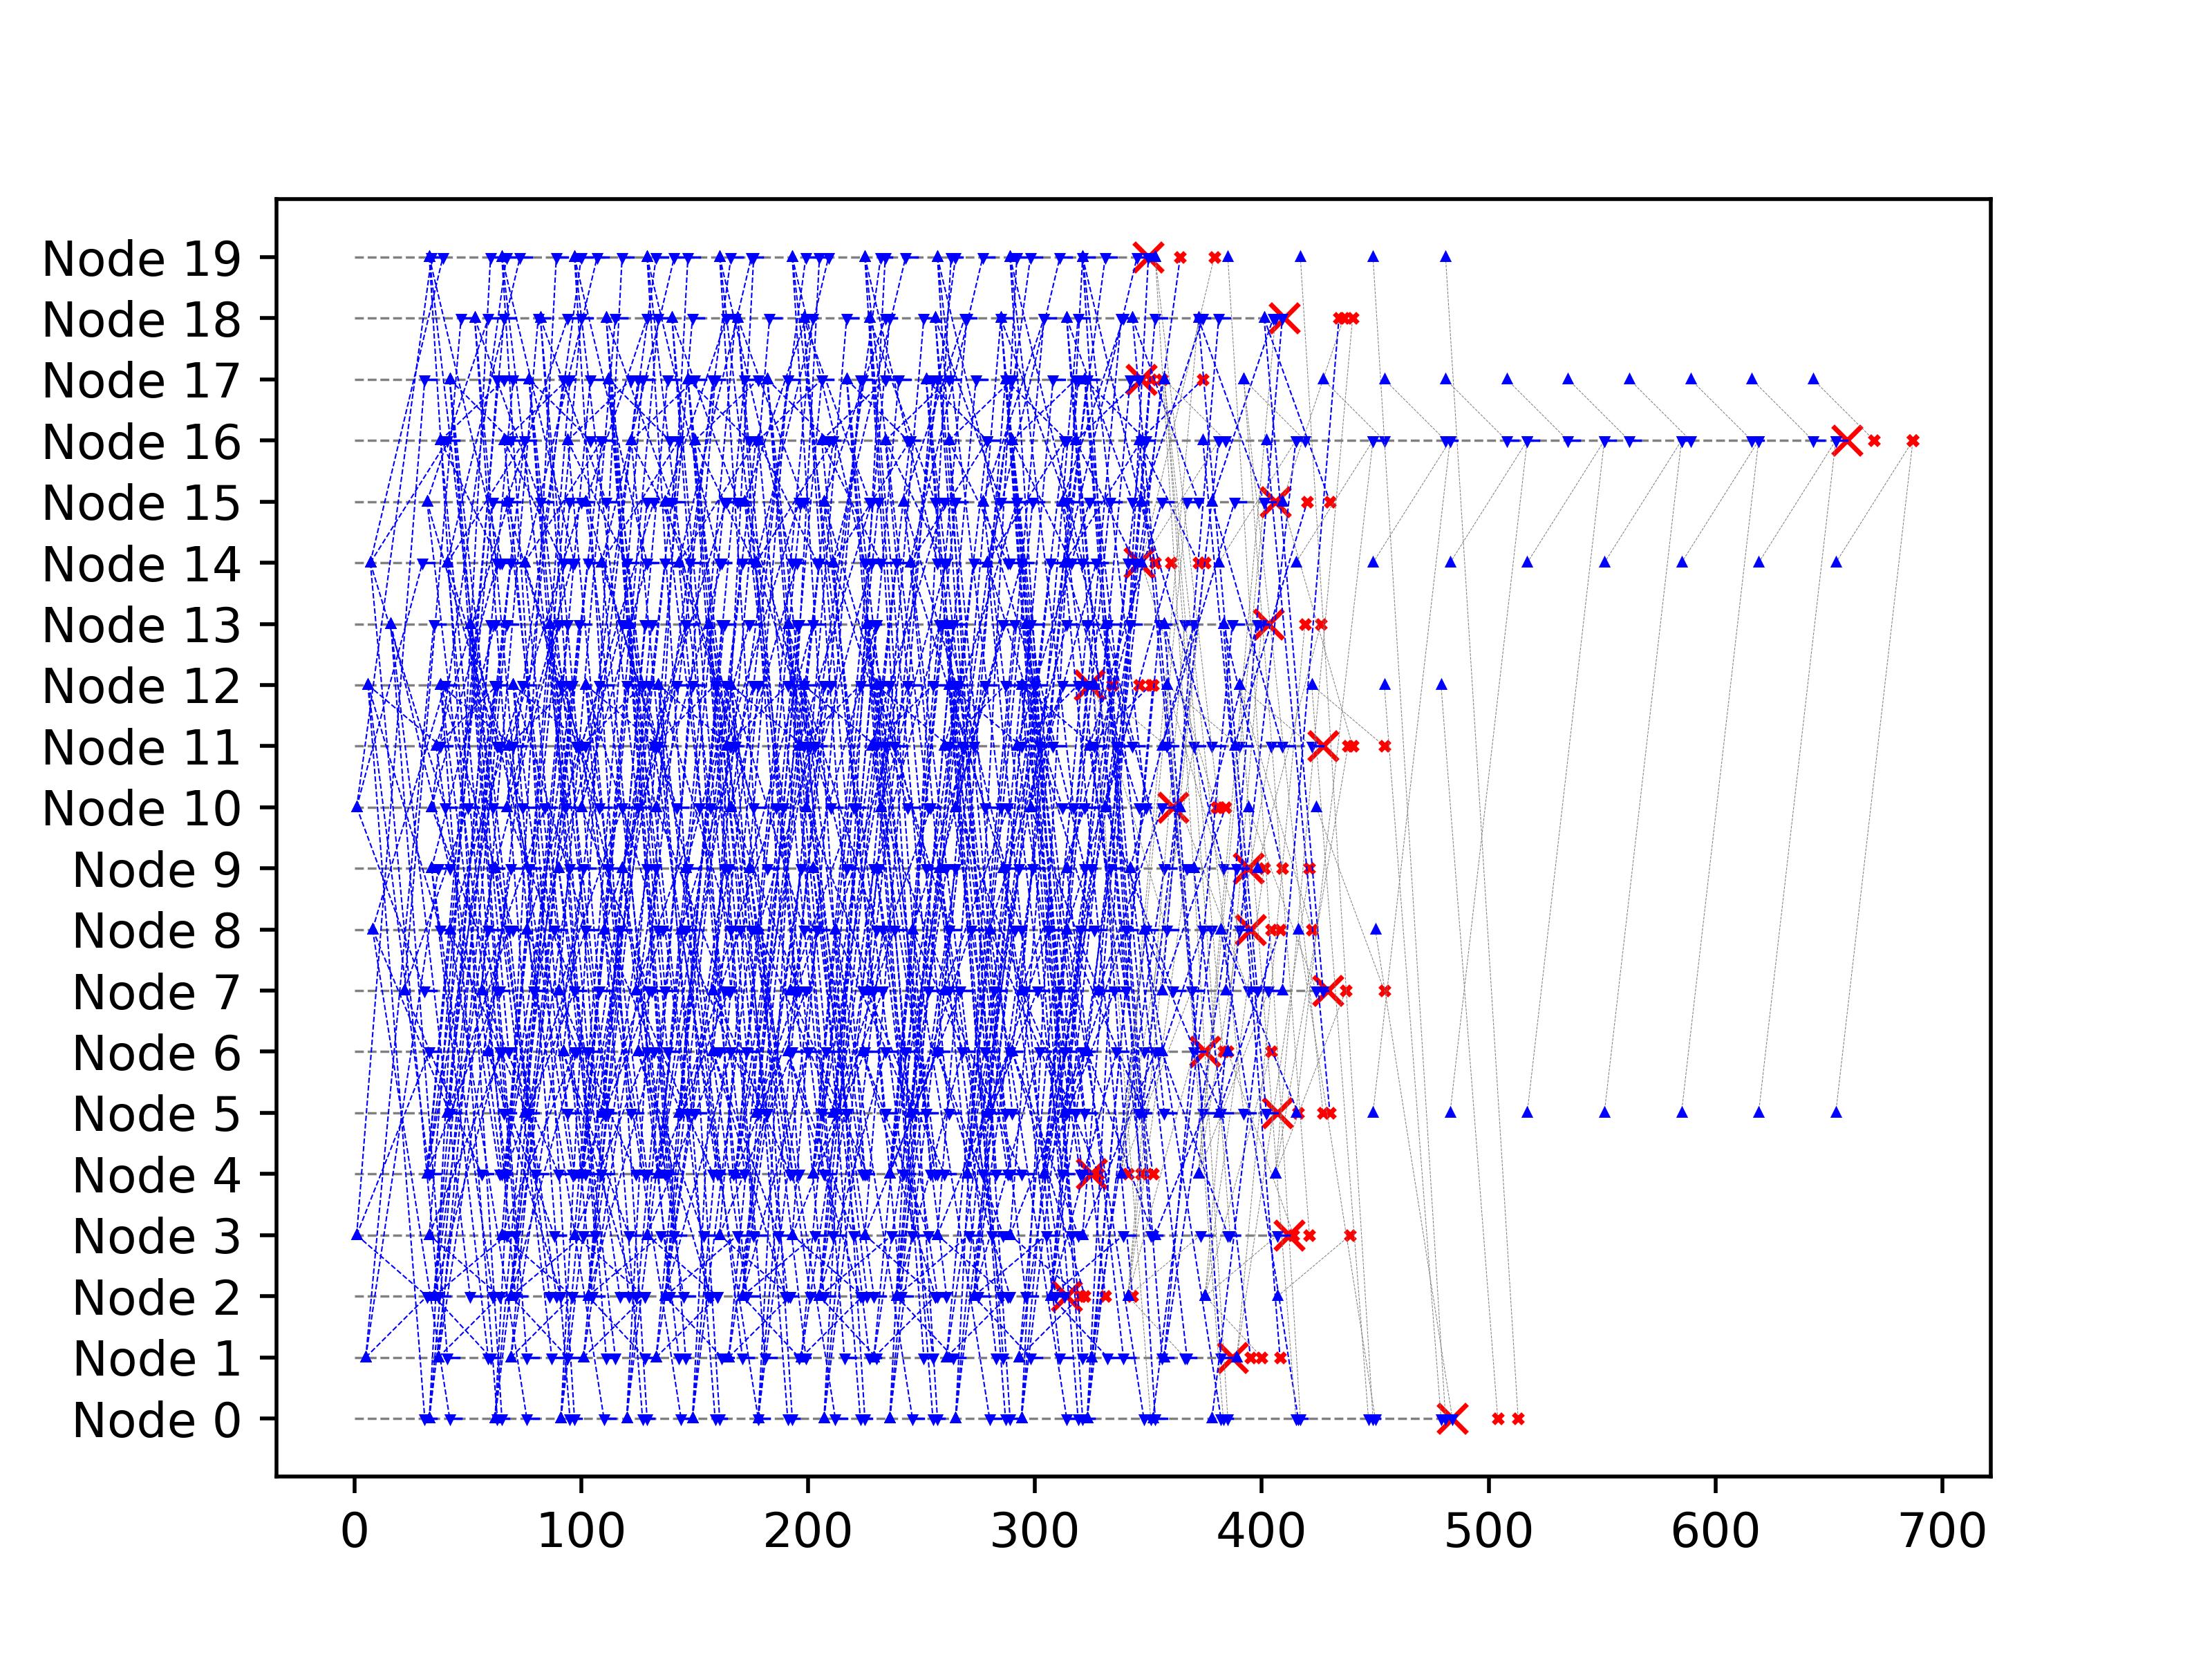 Node 19
Node 18
Node 17
Node 16
Node 15
Node 14
Node 13
Node 12
Node 11
Node 10
Node 9
Node 8
Node 7
Node 6
Node 5
Node 4
Node 3
Node 2
Node 1
Node 0
0 100 200 300 400 500 600 700